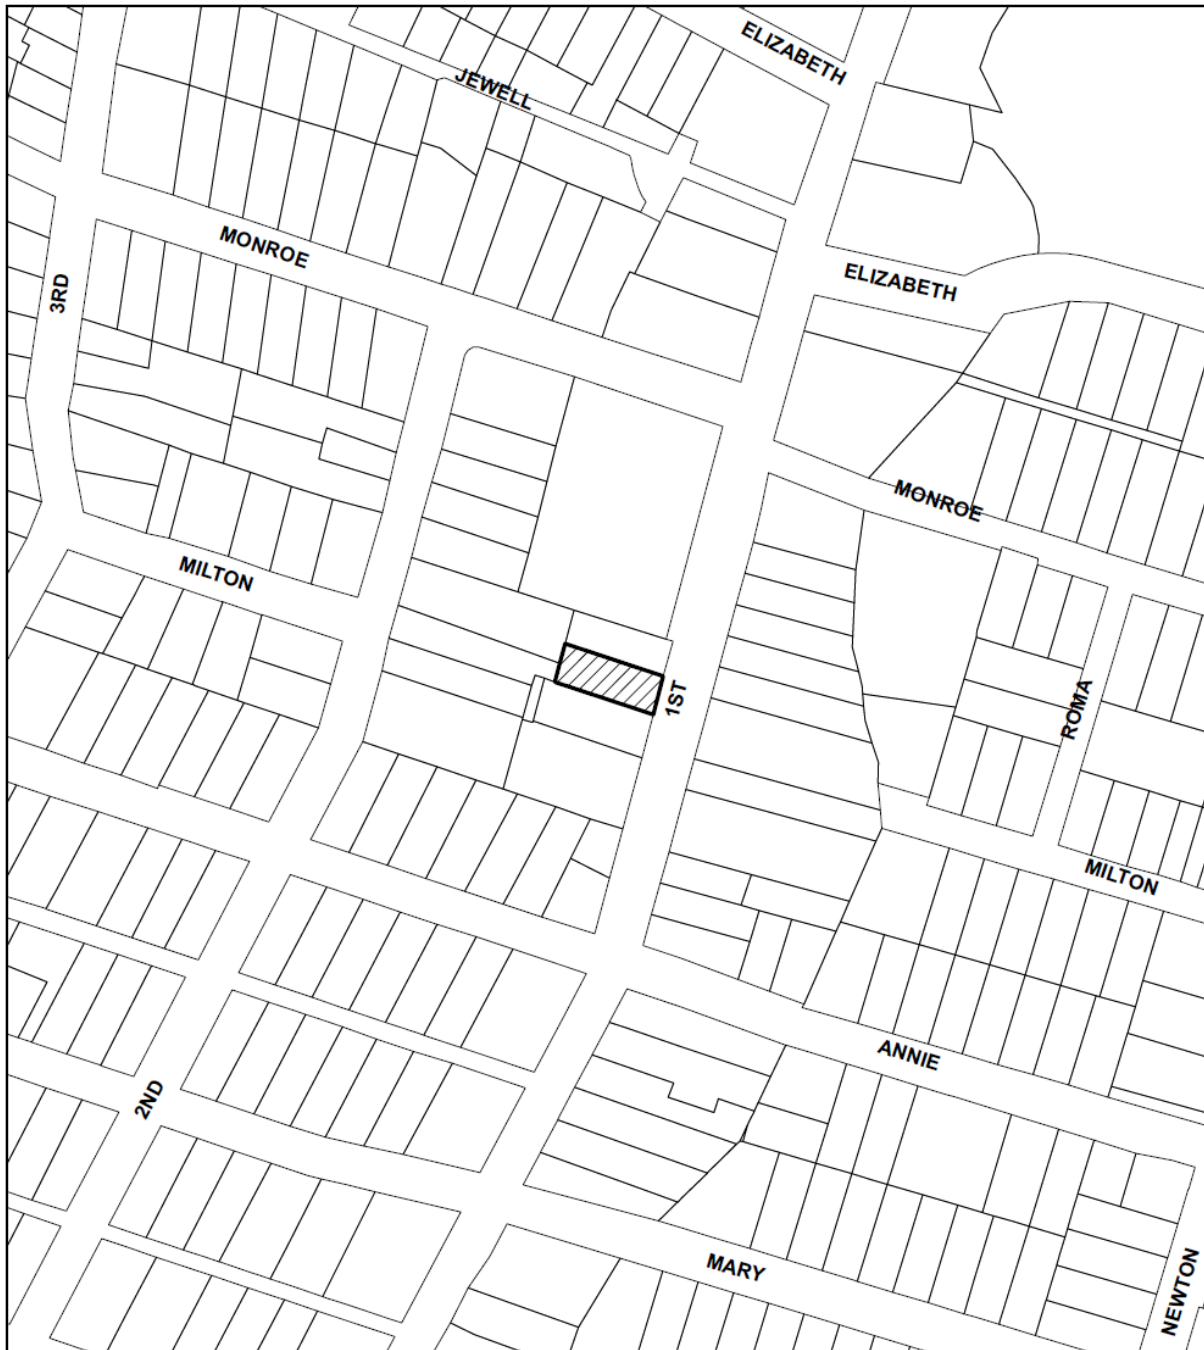 ELIZABETH
JEWELL
MONROE
ELIZABETH
3RD
MONROE
MILTON
1ST
ROMA
MILTON
ANNIE
2ND
MARY
NEWTON